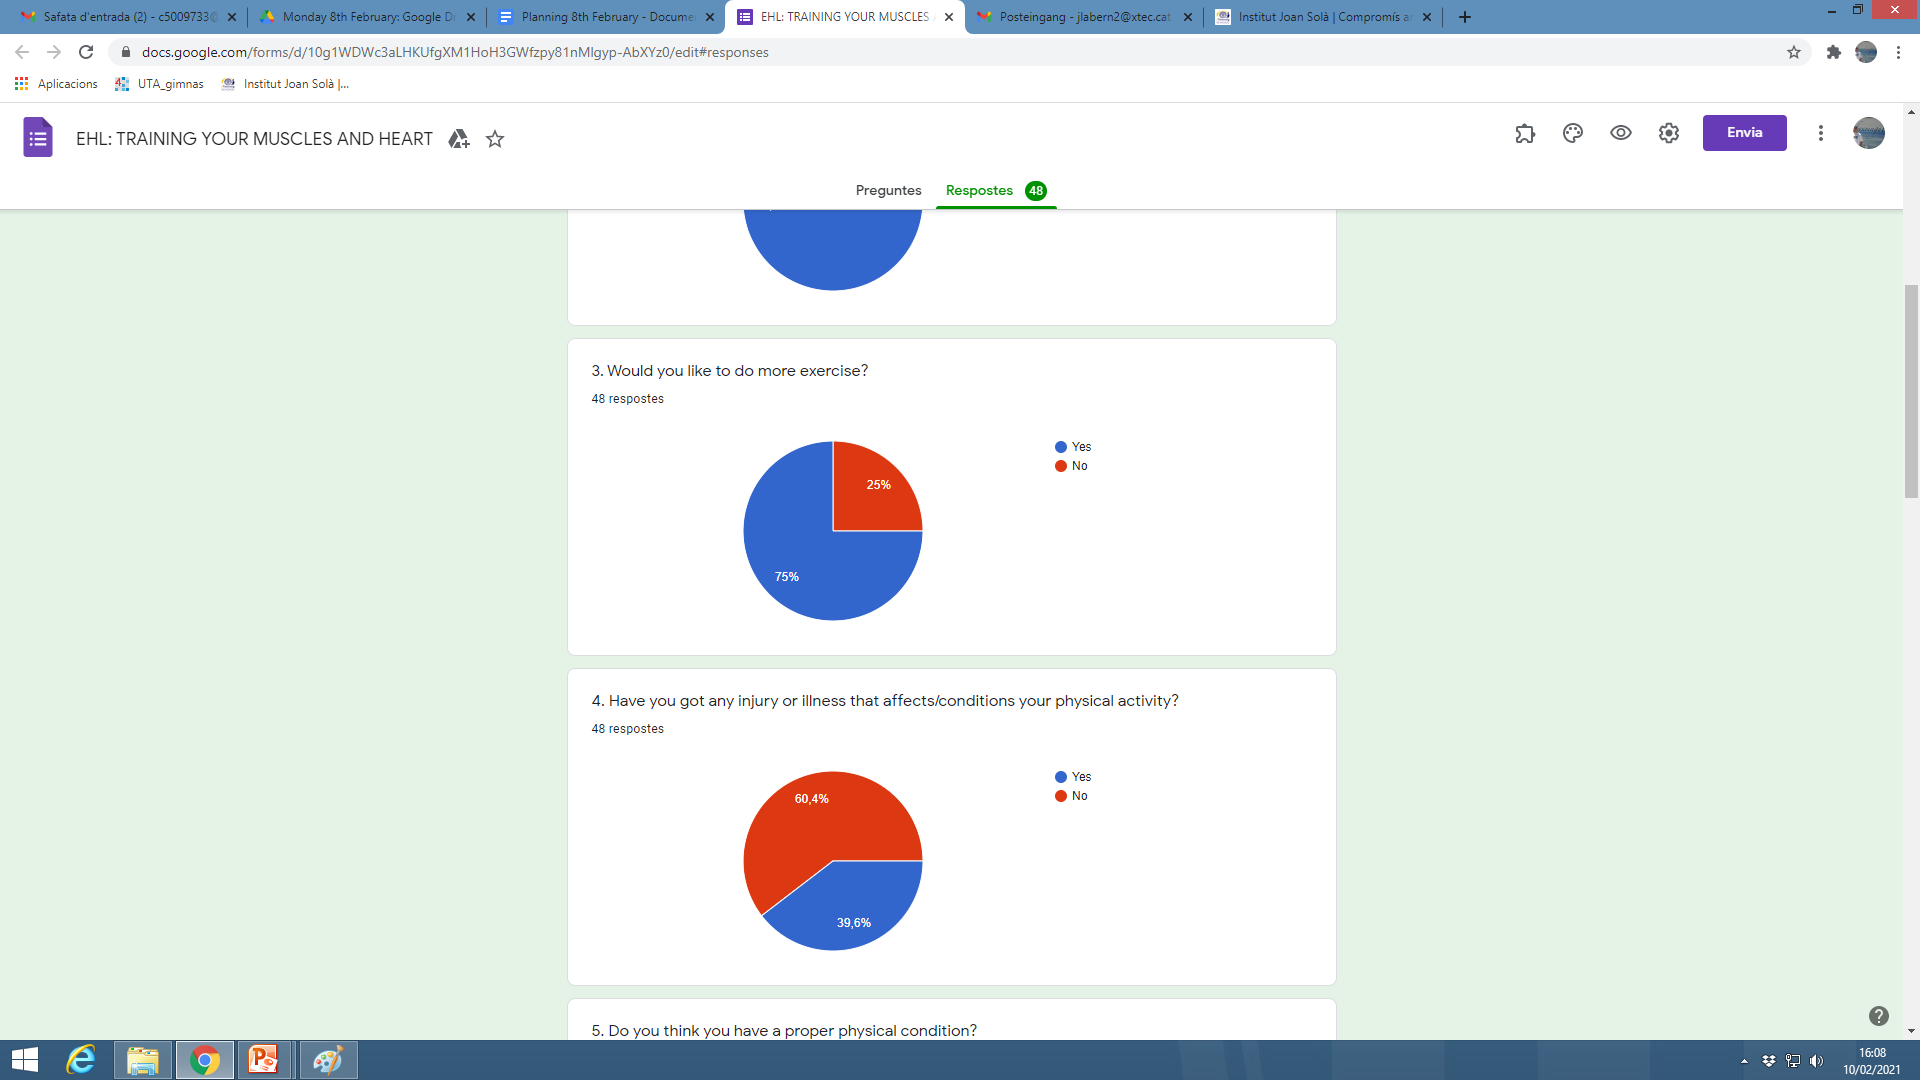 Safata d'entrada (2) - c5009733@
Monday 8th February: Google Dr
Planning 8th February - Docume
EHL: TRAINING YOUR MUSCLES A
Posteingang - jlabern2@xtec.cat
Institut Joan Solà | Compromís a
docs.google.com/forms/d/10g1WDWc3aLHKUfgXM1HoH3GWfzpy81nMlgyp-AbXYz0/edit#responses
Aplicacions
UTA_gimnas
Institut Joan Solà |...
EHL: TRAINING YOUR MUSCLES AND HEART
Envia
Preguntes
Respostes 48
3. Would you like to do more exercise?
48 respostes
Yes
No
25%
75%
4. Have you got any injury or illness that affects/conditions your physical activity?
48 respostes
Yes
No
60,4%
39,6%
5. Do you think you have a proper physical condition?
16:08
10/02/2021